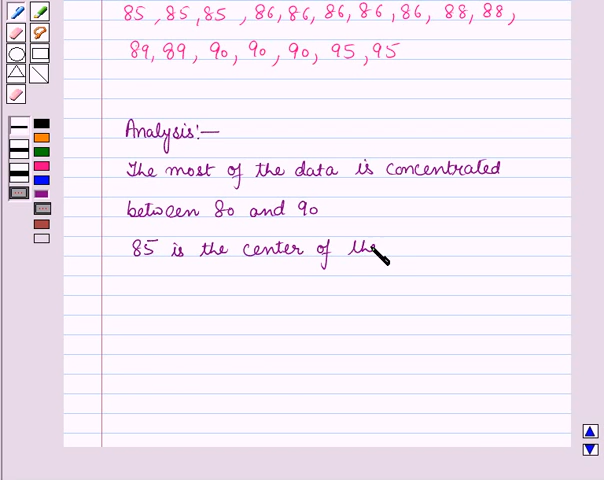 85, 85, 85, 86, 86, 86, 86, 86, 88, 88,
89, 89, 90, 90, 90, 95, 95
Analysis:-
The most of the data is concentrated
between 80 and 90
85 is the center of the